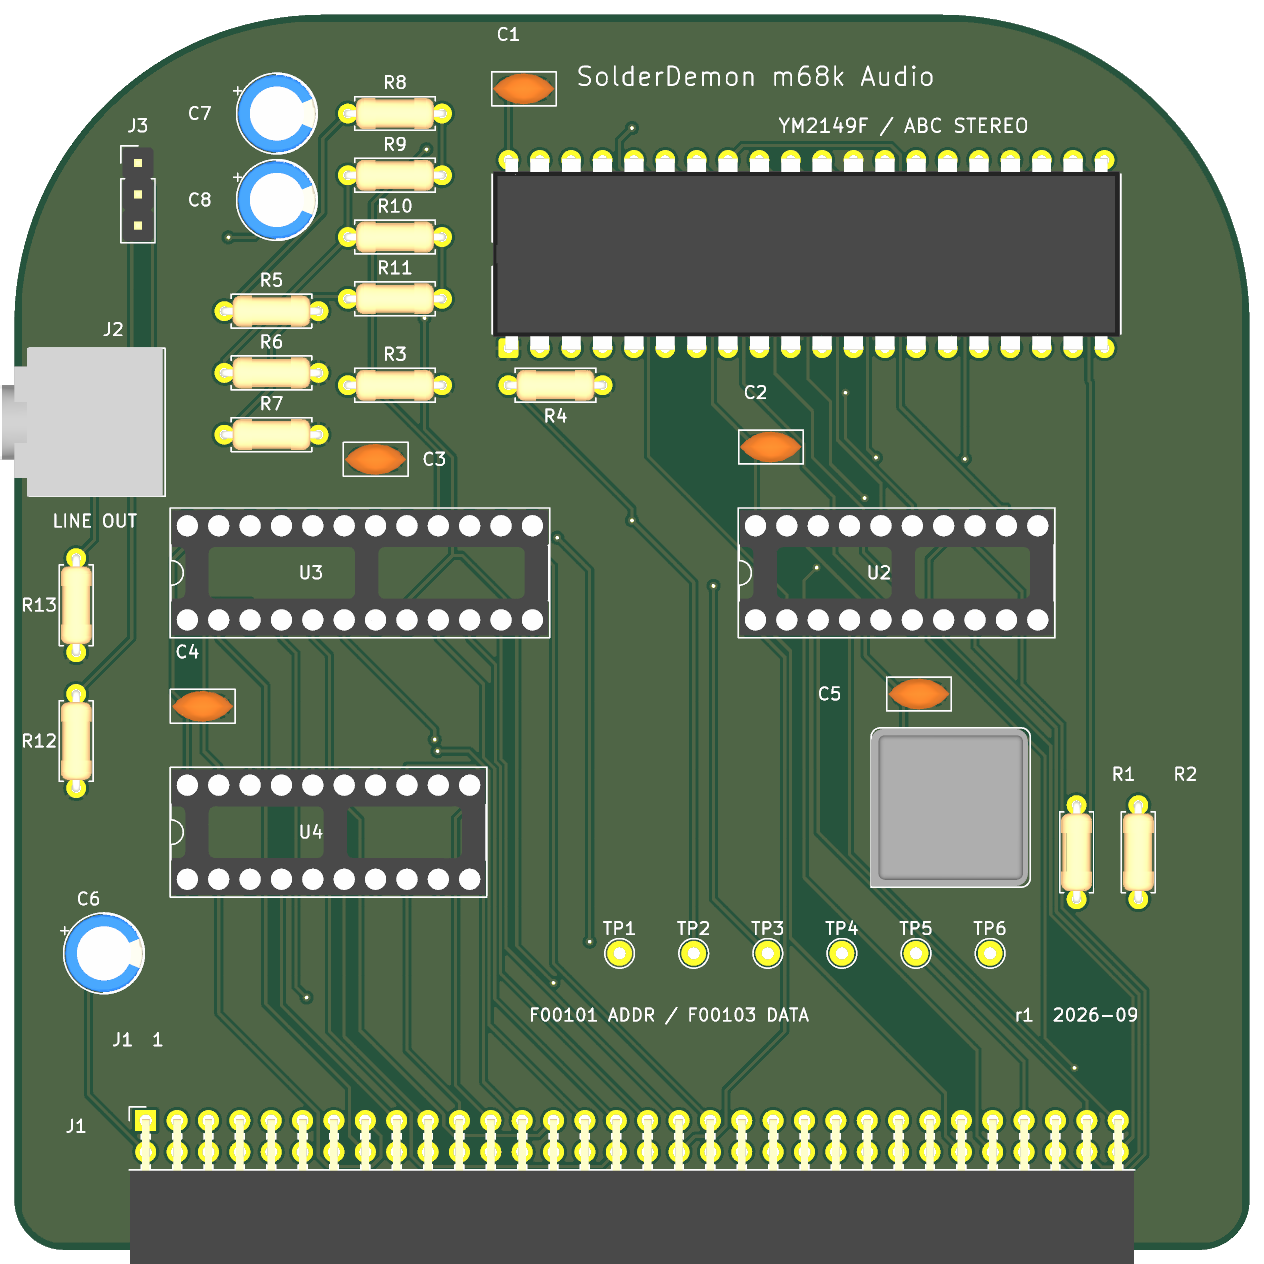 C1
SolderDemon m68k Audio
R8
C7
J3
YM2149F / ABC STEREO
R9
C8
R10
R11
R5
J2
R6
R3
C2
R7
R4
C3
LINE OUT
U3
U2
R13
C4
C5
R12
R1 R2
U4
C6
TP1 TP2 TP3 TP4 TP5 TP6
F00101 ADDR / F00103 DATA
r1 2026-09
J1 1
J1